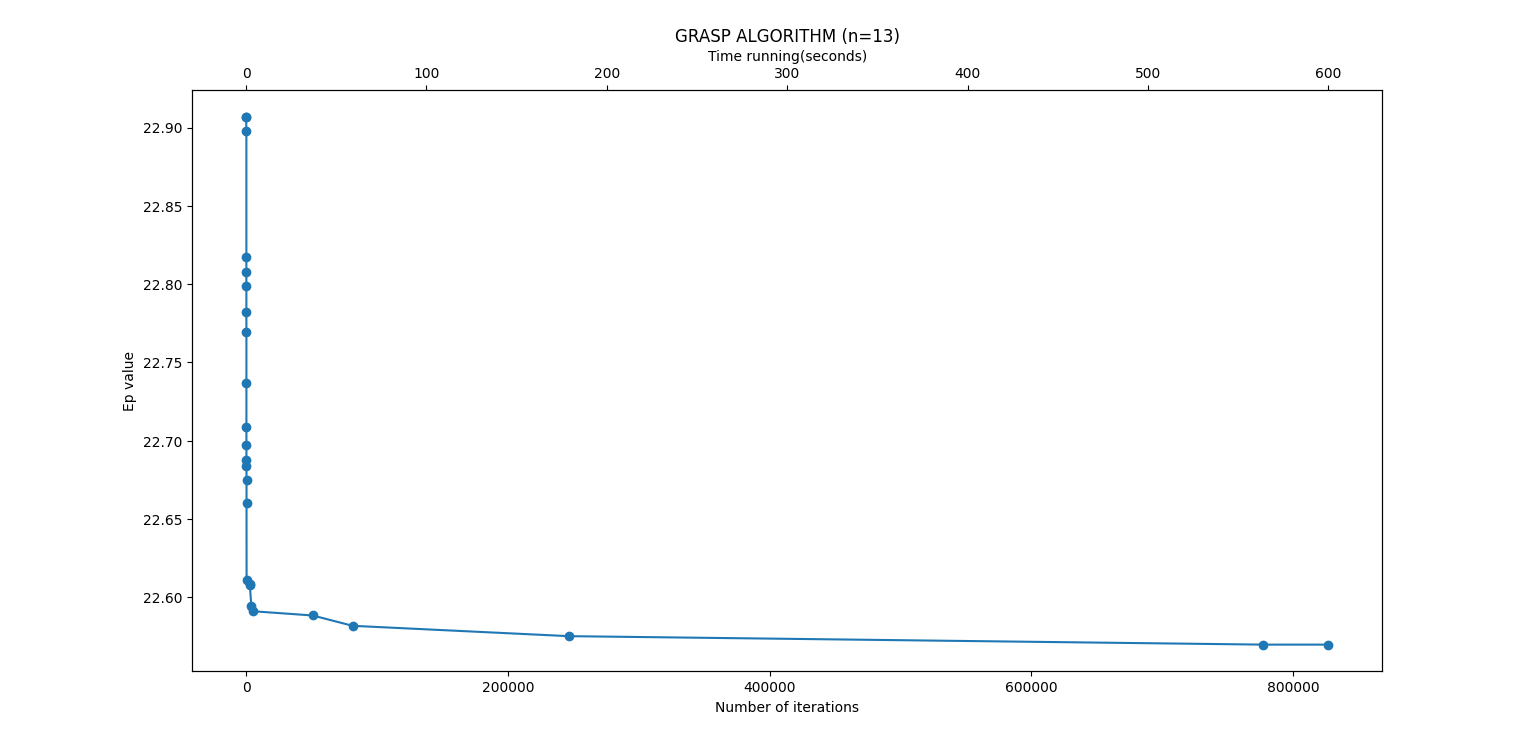 GRASP ALGORITHM (n=13)
Time running(seconds)
0 100 200 300 400 500 600
22.90
22.85
22.80
22.75
22.70
22.65
22.60
Ep value
0 200000 400000 600000 800000
Number of iterations